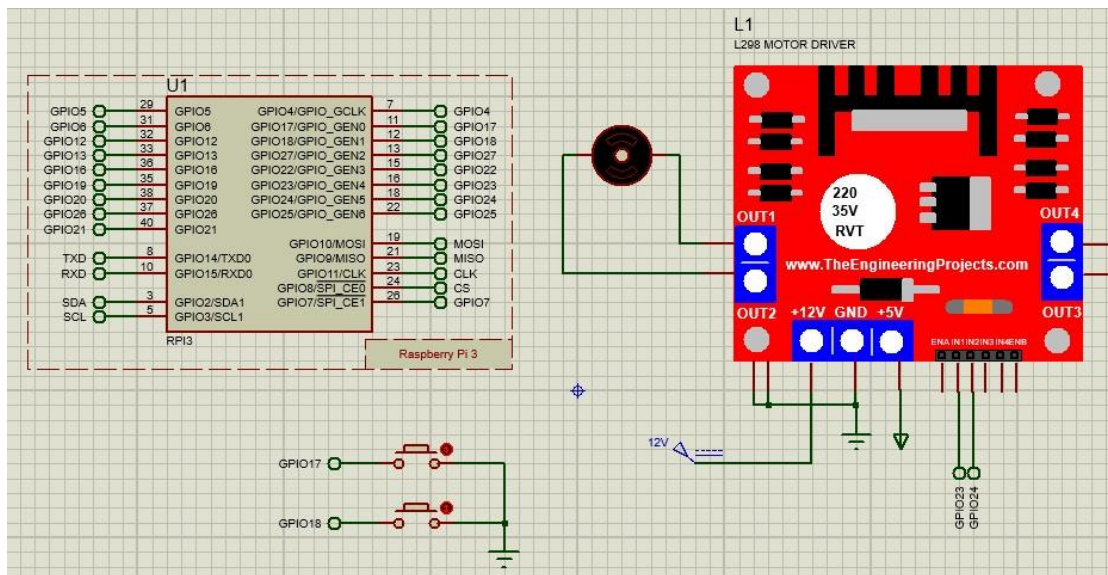 U1
GPIO5 29 GPIO5 GPIO4/GPIO_GCLK 7 GPIO4
GPIO6 31 GPIO6 GPIO17/GPIO_GEN0 11 GPIO17
GPIO12 32 GPIO12 GPIO18/GPIO_GEN1 12 GPIO18
GPIO13 33 GPIO13 GPIO27/GPIO_GEN2 13 GPIO27
GPIO16 36 GPIO16 GPIO22/GPIO_GEN3 15 GPIO22
GPIO19 35 GPIO19 GPIO23/GPIO_GEN4 16 GPIO23
GPIO20 38 GPIO20 GPIO24/GPIO_GEN5 18 GPIO24
GPIO26 37 GPIO26 GPIO25/GPIO_GEN6 22 GPIO25
GPIO21 40 GPIO21
GPIO10/MOSI 19 MOSI
TXD 8 GPIO14/TXD0 GPIO9/MISO 21 MISO
RXD 10 GPIO15/RXD0 GPIO11/CLK 23 CLK
GPIO8/SPI_CE0 24 CS
SDA 3 GPIO2/SDA1 GPIO7/SPI_CE1 26 GPIO7
SCL 5 GPIO3/SCL1
RPI3
Raspberry Pi 3
L1
L298 MOTOR DRIVER
220
35V
RVT
OUT1
OUT4
www.TheEngineeringProjects.com
OUT2
+12V GND +5V
OUT3
ENA IN1 IN2 IN3 IN4 ENB
12V
GPIO23
GPIO24
GPIO17
GPIO18